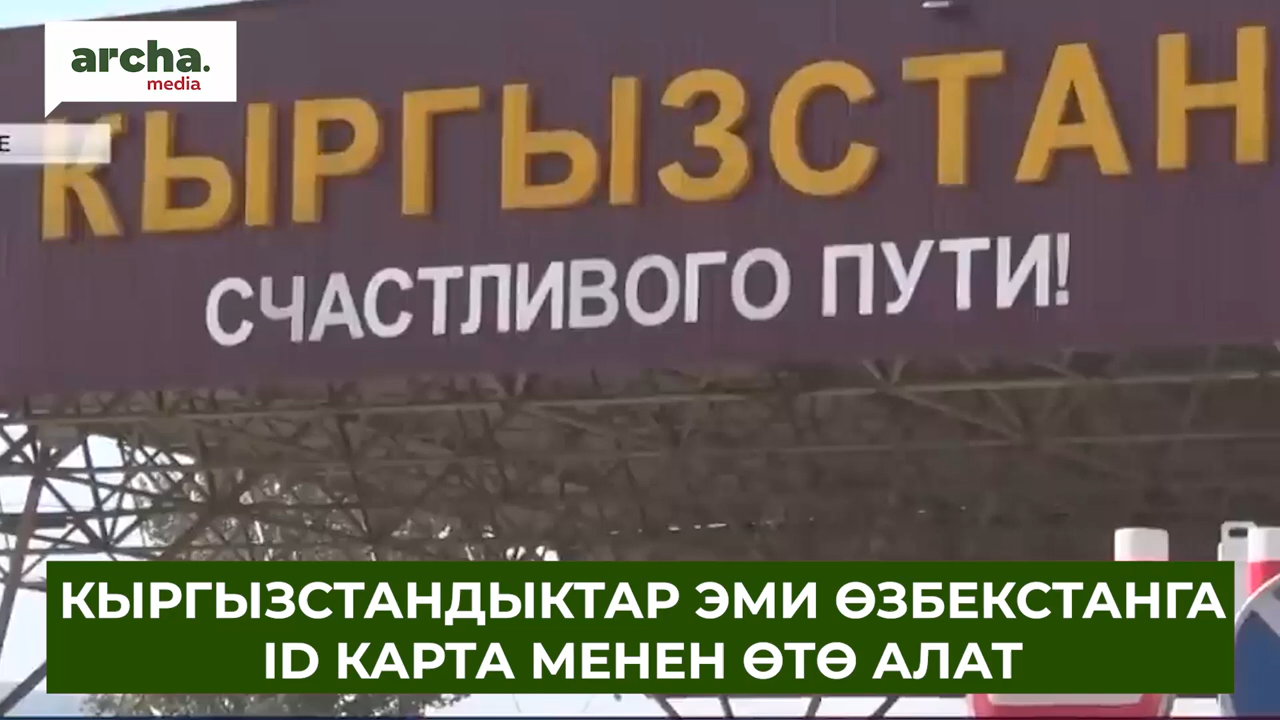 archa.
media
Е
КЫРГЫЗСТАН
СЧАСТЛИВОГО ПУТИ!
КЫРГЫЗСТАНДЫКТАР ЭМИ ӨЗБЕКСТАНГА
ID КАРТА МЕНЕН ӨТӨ АЛАТ